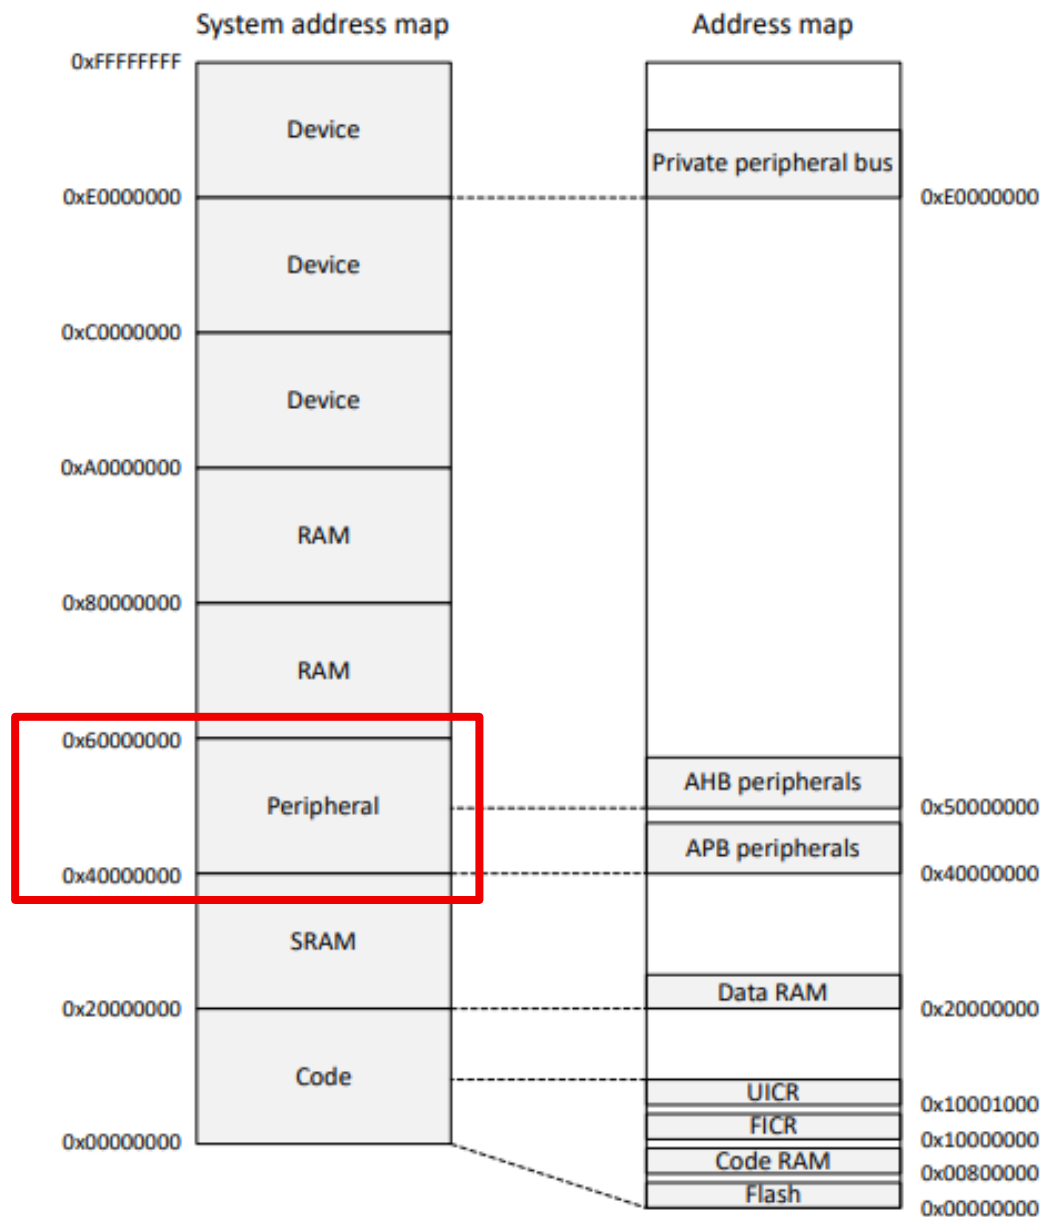 System address map
Address map
0xFFFFFFFF
Device
Private peripheral bus
0xE0000000
0xE0000000
Device
0xC0000000
Device
0xA0000000
RAM
0x80000000
RAM
0x60000000
Peripheral
AHB peripherals
0x50000000
APB peripherals
0x40000000
0x40000000
SRAM
Data RAM
0x20000000
0x20000000
Code
UICR
0x10001000
FICR
0x10000000
0x00000000
Code RAM
0x00800000
Flash
0x00000000